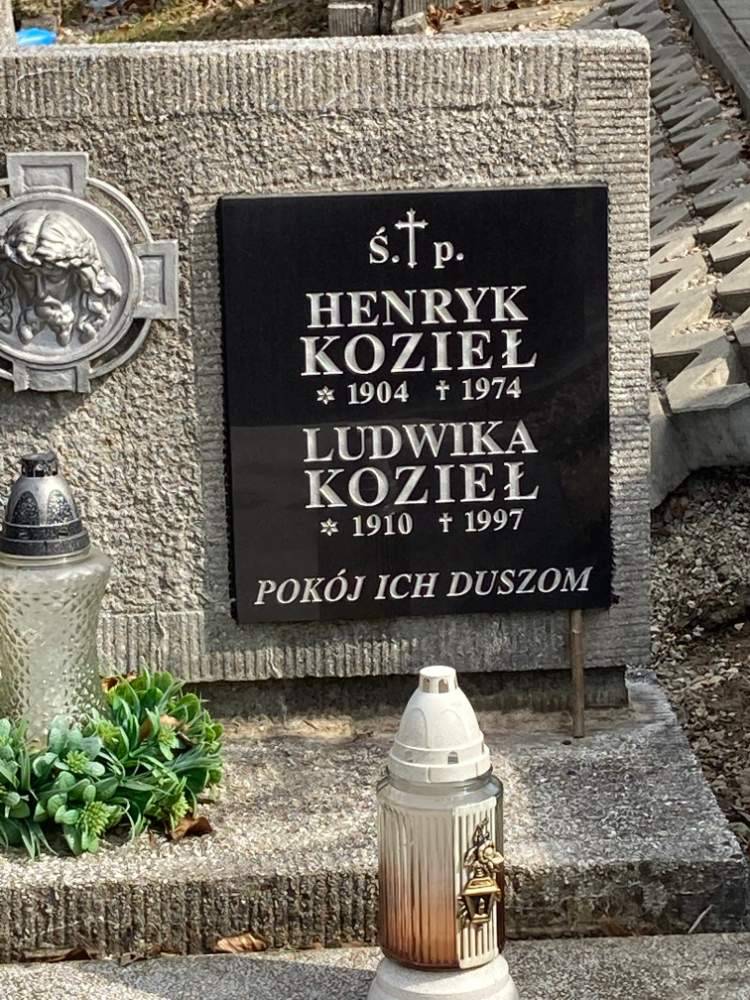 Ś.†p.
HENRYK
KOZIEŁ
✲ 1904 † 1974
LUDWIKA
KOZIEŁ
✲ 1910 † 1997
POKÓJ ICH DUSZOM